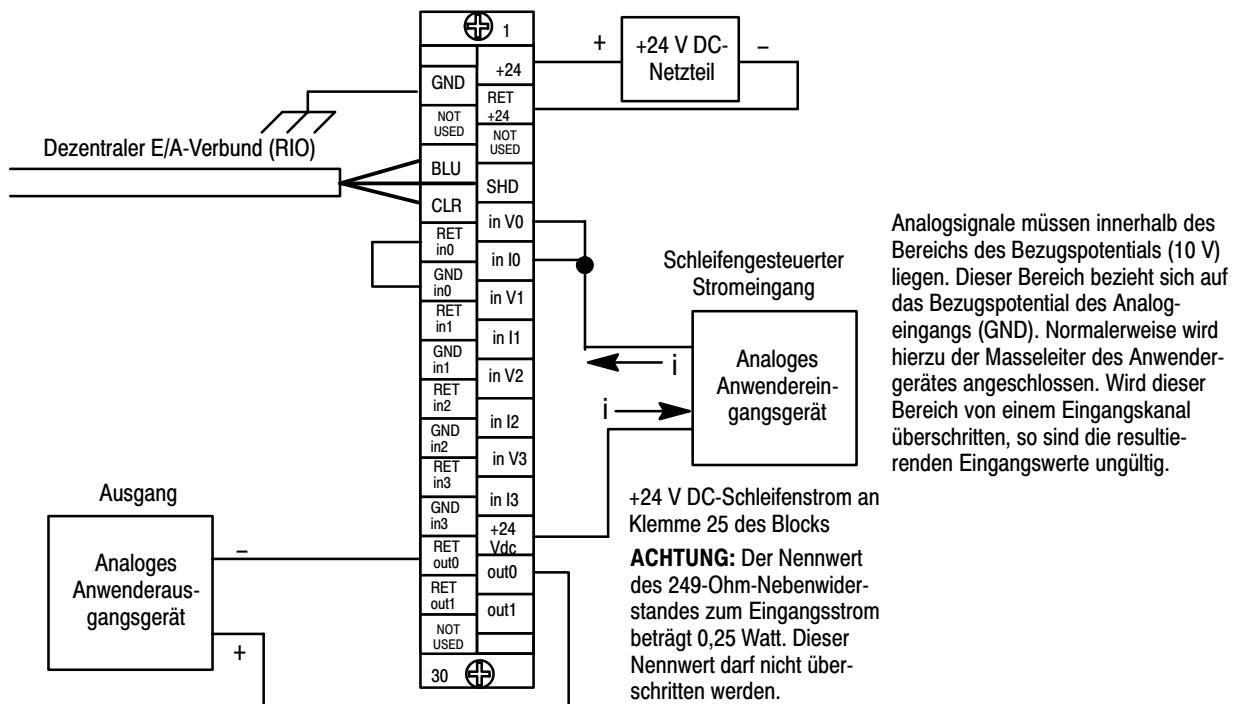 1
+
+24 V DC-
Netzteil
–
+24
GND
RET
+24
NOT
USED
NOT
USED
Dezentraler E/A-Verbund (RIO)
BLU
SHD
CLR
in V0
RET
in0
in I0
GND
in0
in V1
RET
in1
in I1
GND
in1
in V2
RET
in2
in I2
GND
in2
in V3
RET
in3
in I3
GND
in3
+24
Vdc
RET
out0
out0
RET
out1
out1
NOT
USED
30
Schleifengesteuerter
Stromeingang
i
i
Analoges
Anwenderein-
gangsgerät
Analogsignale müssen innerhalb des
Bereichs des Bezugspotentials (10 V)
liegen. Dieser Bereich bezieht sich auf
das Bezugspotential des Analog-
eingangs (GND). Normalerweise wird
hierzu der Masseleiter des Anwender-
gerätes angeschlossen. Wird dieser
Bereich von einem Eingangskanal
überschritten, so sind die resultie-
renden Eingangswerte ungültig.
+24 V DC-Schleifenstrom an
Klemme 25 des Blocks
ACHTUNG: Der Nennwert
des 249-Ohm-Nebenwider-
standes zum Eingangsstrom
beträgt 0,25 Watt. Dieser
Nennwert darf nicht über-
schritten werden.
Ausgang
Analoges
Anwenderaus-
gangsgerät
–
+